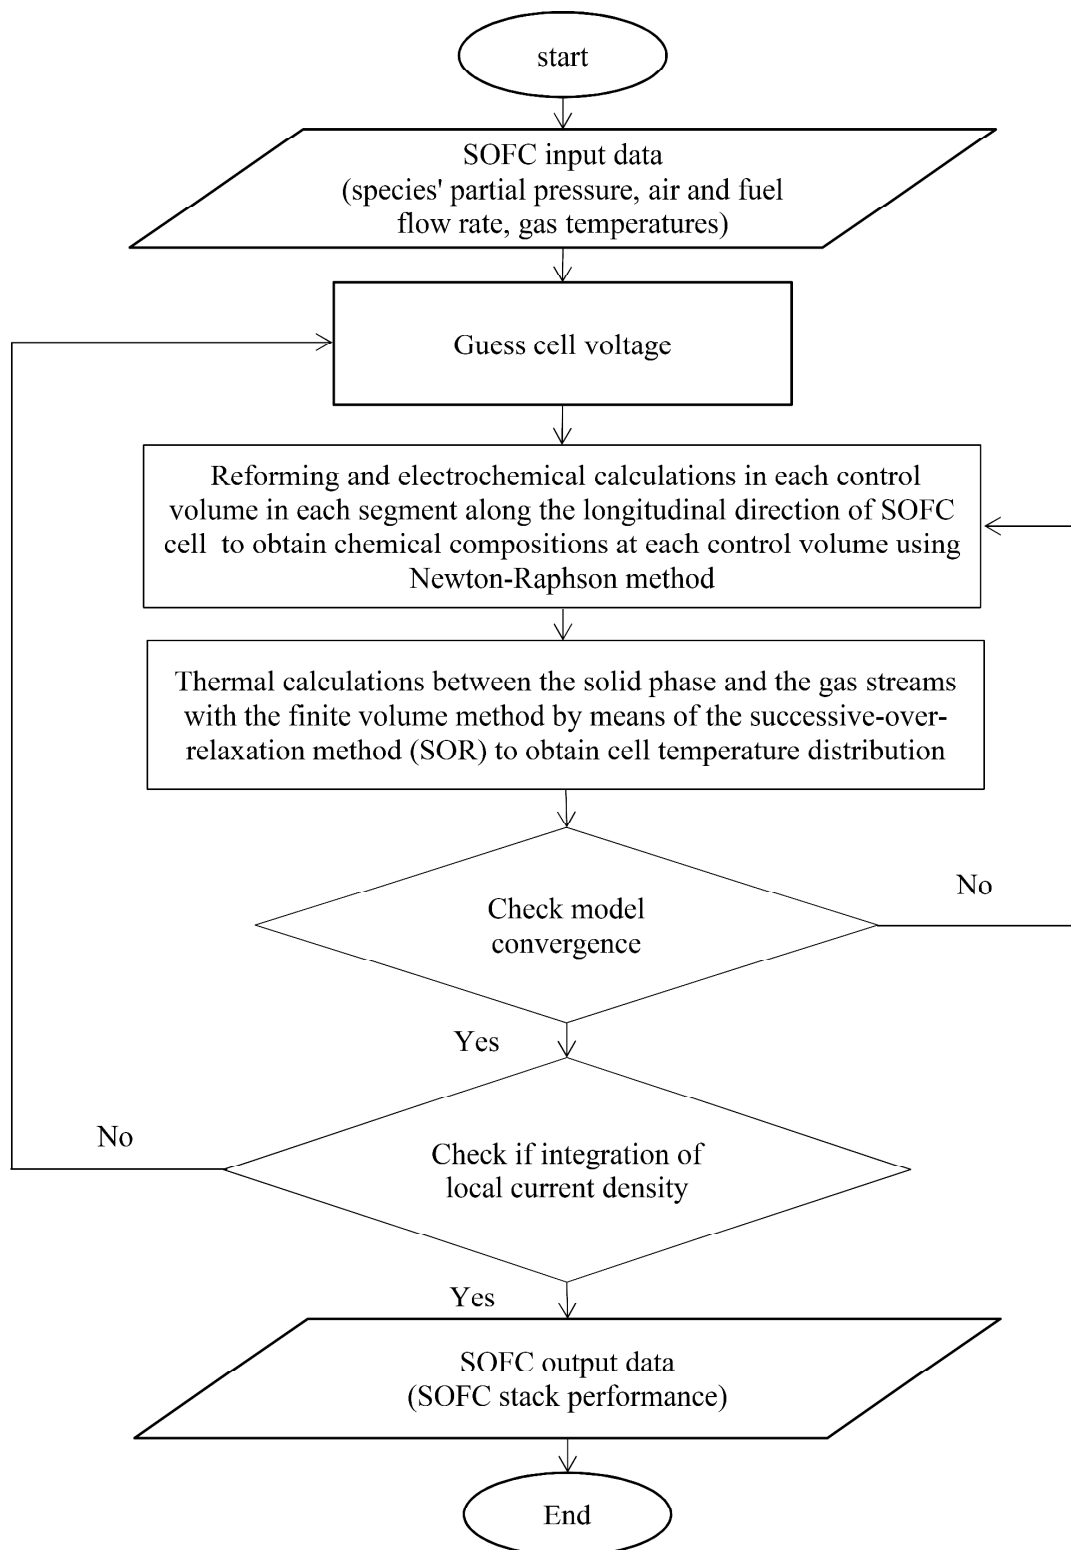 start
SOFC input data
(species' partial pressure, air and fuel
flow rate, gas temperatures)
Guess cell voltage
Reforming and electrochemical calculations in each control
volume in each segment along the longitudinal direction of SOFC
cell to obtain chemical compositions at each control volume using
Newton-Raphson method
Thermal calculations between the solid phase and the gas streams
with the finite volume method by means of the successive-over-
relaxation method (SOR) to obtain cell temperature distribution
No
Check model
convergence
Yes
No
Check if integration of
local current density
Yes
SOFC output data
(SOFC stack performance)
End